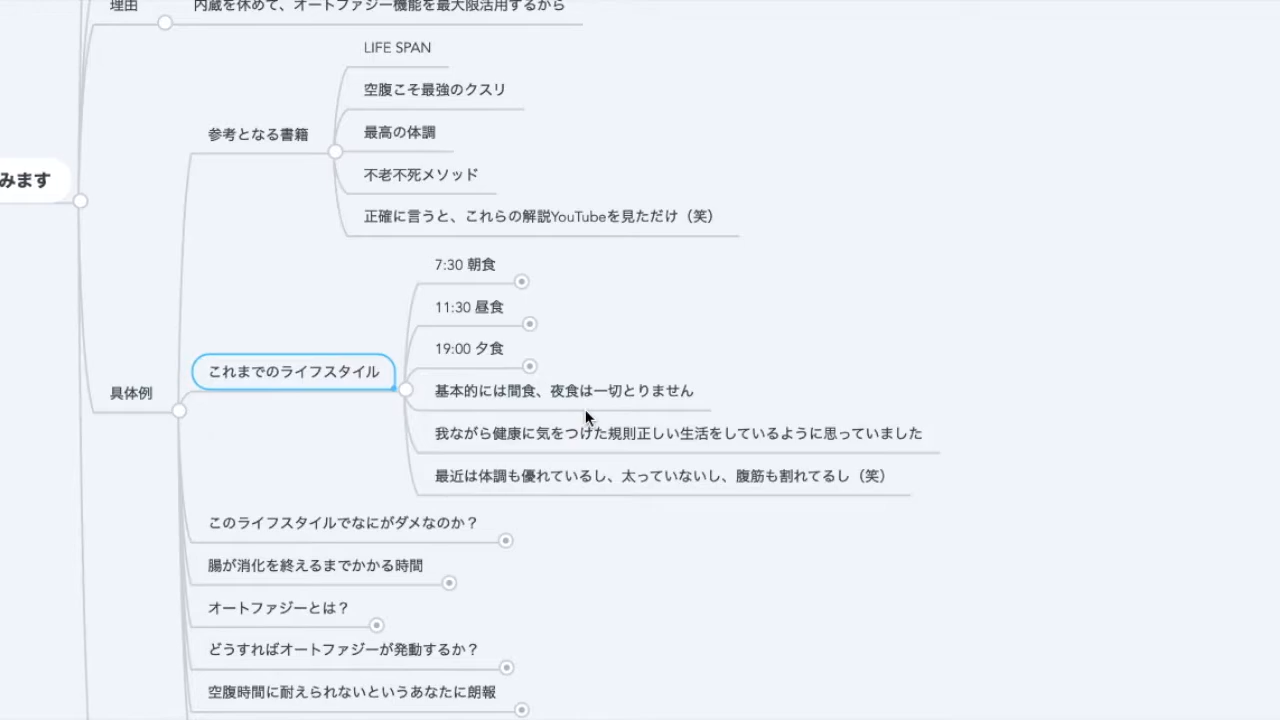 理由
内蔵を休めて、オートファジー機能を最大限活用するから
みます
参考となる書籍
LIFE SPAN
空腹こそ最強のクスリ
最高の体調
不老不死メソッド
正確に言うと、これらの解説YouTubeを見ただけ（笑）
具体例
これまでのライフスタイル
7:30 朝食
11:30 昼食
19:00 夕食
基本的には間食、夜食は一切とりません
我ながら健康に気をつけた規則正しい生活をしているように思っていました
最近は体調も優れているし、太っていないし、腹筋も割れてるし（笑）
このライフスタイルでなにがダメなのか？
腸が消化を終えるまでかかる時間
オートファジーとは？
どうすればオートファジーが発動するか？
空腹時間に耐えられないというあなたに朗報